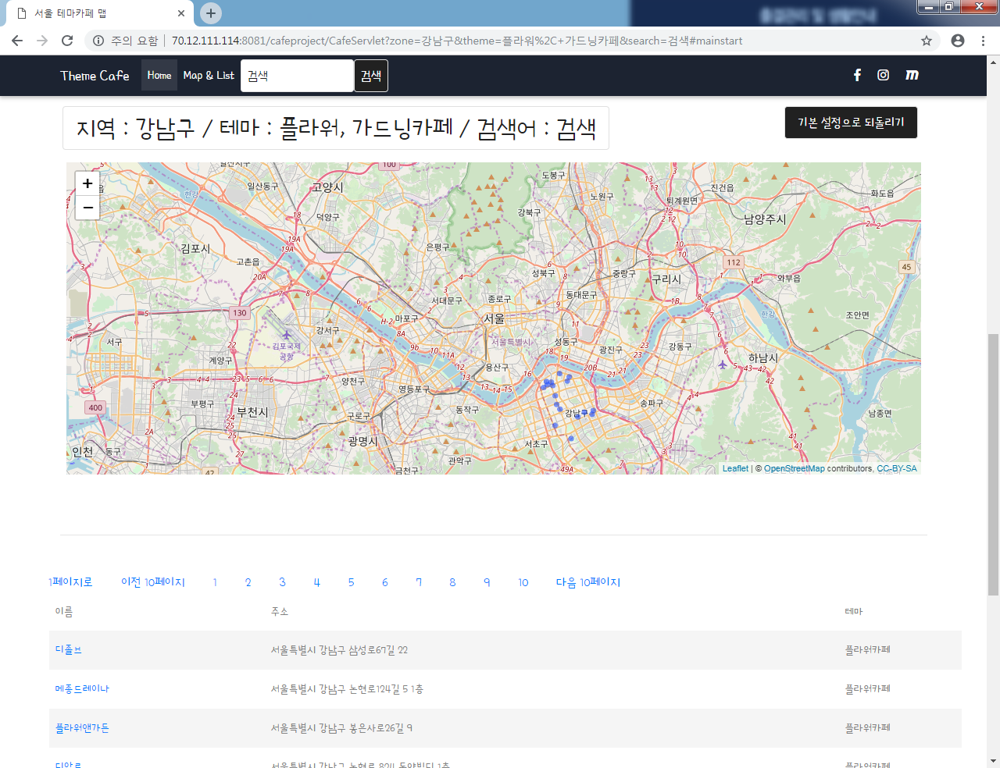 서울 테마카페 맵
주의 요함 | 70.12.111.114:8081/cafeproject/CafeServlet?zone=강남구&theme=플라워%2C+가드닝카페&search=검색#mainstart
Theme Cafe Home Map & List 검색 검색
지역 : 강남구 / 테마 : 플라워, 가드닝카페 / 검색어 : 검색
기본 설정으로 되돌리기
+
−
일산동구
고양시
덕양구
한강
김포시
고촌읍
은평구
강북구
도봉구
노원구
진건읍
퇴계원면
남양주시
화도읍
100
112
45
성북구
중랑구
구리시
와부읍
서대문구
종로구
동대문구
130
마포구
서울
서울특별시
성동구
광진구
강동구
한강
조안면
서구
강서구
김포국제
공항
계양구
용산구
하남시
양천구
영등포구
부평구
부천시
구로구
동작구
강남구
송파구
남종면
400
광명시
서초구
인천
동구
42
금천구
관악구
49A
Leaflet | © OpenStreetMap contributors, CC-BY-SA
1페이지로 이전 10페이지 1 2 3 4 5 6 7 8 9 10 다음 10페이지
이름 주소 테마
디졸브 서울특별시 강남구 삼성로67길 22 플라워카페
메종드레이나 서울특별시 강남구 논현로124길 5 1층 플라워카페
플라워앤가든 서울특별시 강남구 봉은사로26길 9 플라워카페